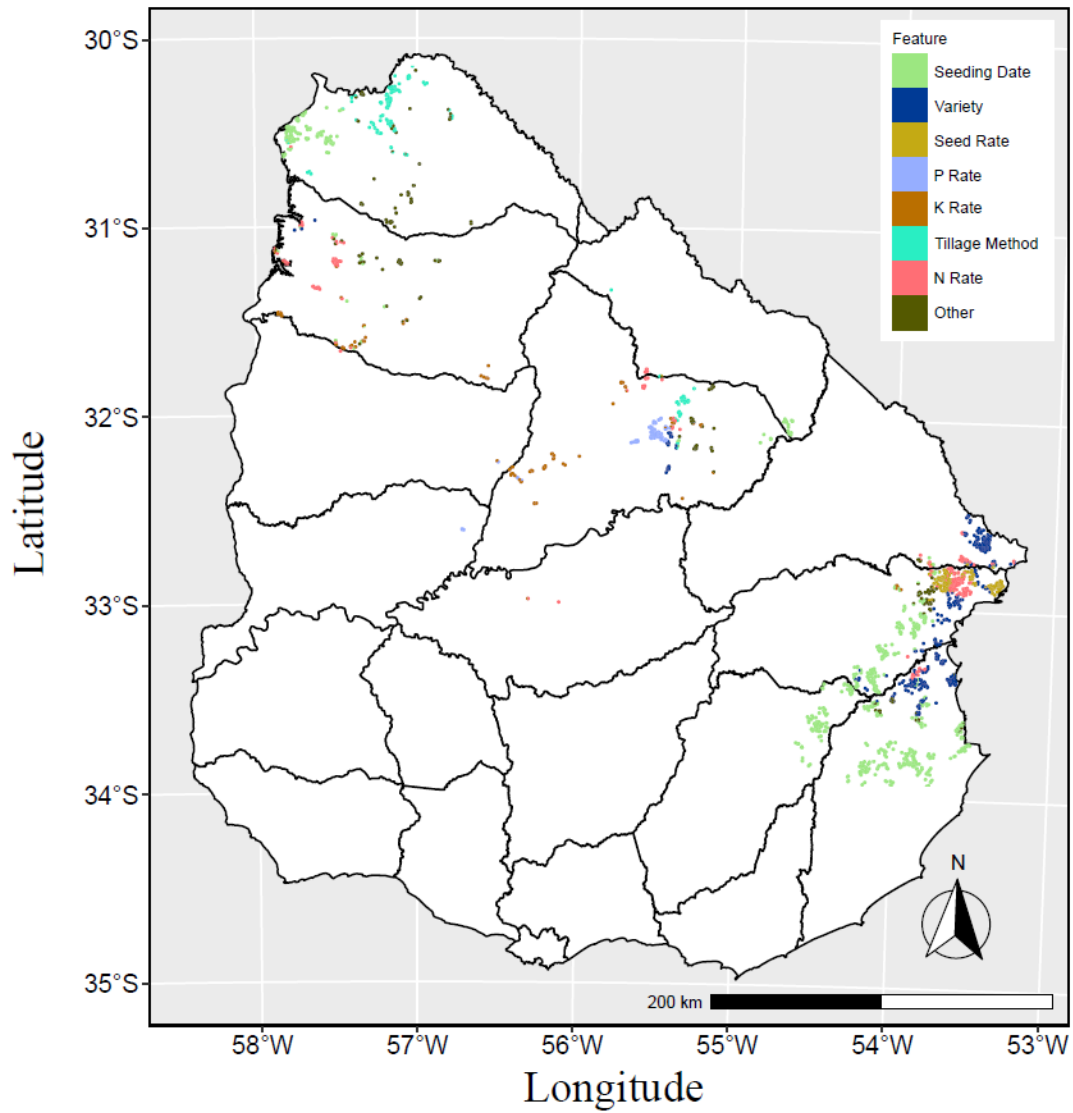 Feature
Seeding Date
Variety
Seed Rate
P Rate
K Rate
Tillage Method
N Rate
Other
30°S
31°S
32°S
33°S
34°S
35°S
Latitude
N
200 km
58°W 57°W 56°W 55°W 54°W 53°W
Longitude